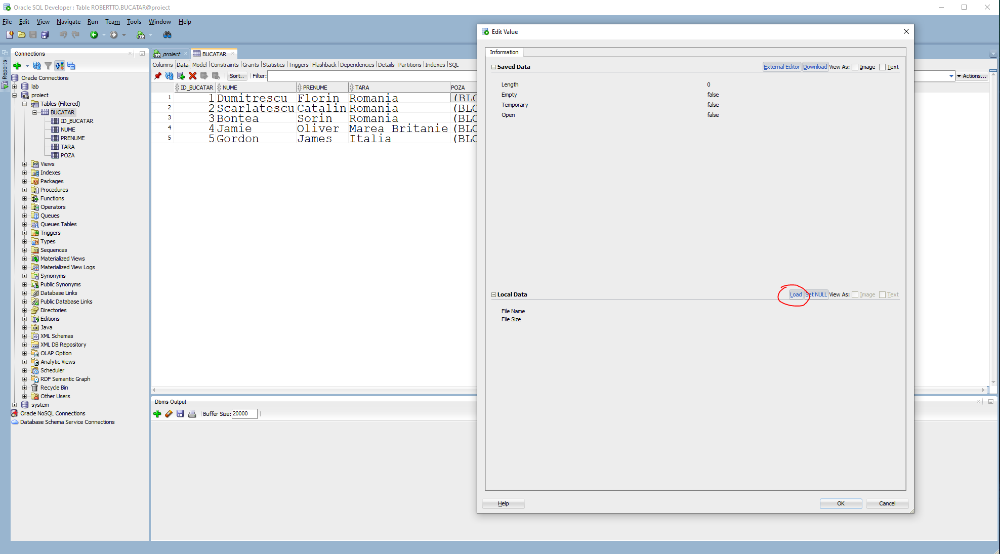 Oracle SQL Developer : Table ROBERTTO.BUCATAR@proiect
File Edit View Navigate Run Team Tools Window Help
Reports
Connections
Oracle Connections
lab
proiect
Tables (Filtered)
BUCATAR
ID_BUCATAR
NUME
PRENUME
TARA
POZA
Views
Indexes
Packages
Procedures
Functions
Operators
Queues
Queues Tables
Triggers
Types
Sequences
Materialized Views
Materialized View Logs
Synonyms
Public Synonyms
Database Links
Public Database Links
Directories
Editions
Java
XML Schemas
XML DB Repository
OLAP Option
Analytic Views
Scheduler
RDF Semantic Graph
Recycle Bin
Other Users
system
Oracle NoSQL Connections
Database Schema Service Connections
proiect BUCATAR
Columns Data Model Constraints Grants Statistics Triggers Flashback Dependencies Details Partitions Indexes SQL
Sort.. Filter: Actions...
ID_BUCATAR NUME PRENUME TARA POZA
1 1 Dumitrescu Florin Romania (BLO
2 2 Scarlatescu Catalin Romania (BLO
3 3 Bontea Sorin Romania (BLO
4 4 Jamie Oliver Marea Britanie (BLO
5 5 Gordon James Italia (BLO
Dbms Output
Buffer Size: 20000
Edit Value
Information
Saved Data External Editor Download View As: Image Text
Length 0
Empty false
Temporary false
Open false
Local Data Load Set NULL View As: Image Text
File Name
File Size
Help OK Cancel